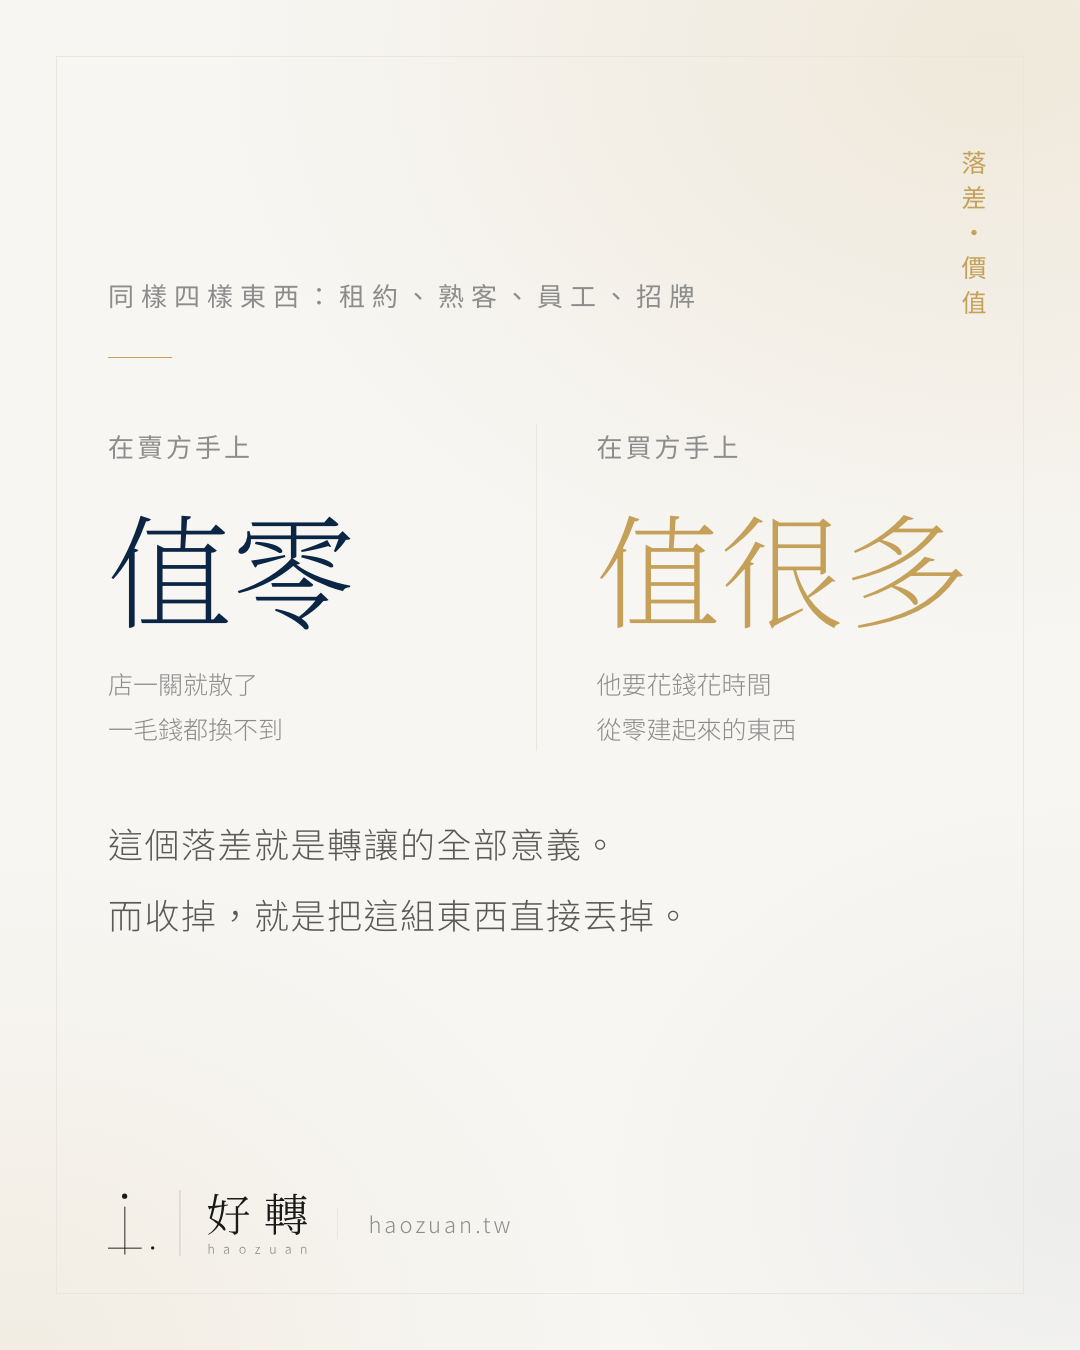 落差・價值
同樣四樣東西：租約、熟客、員工、招牌
在賣方手上
值零
店一關就散了
一毛錢都換不到
在買方手上
值很多
他要花錢花時間
從零建起來的東西
這個落差就是轉讓的全部意義。
而收掉，就是把這組東西直接丟掉。
好轉
haozuan
haozuan.tw